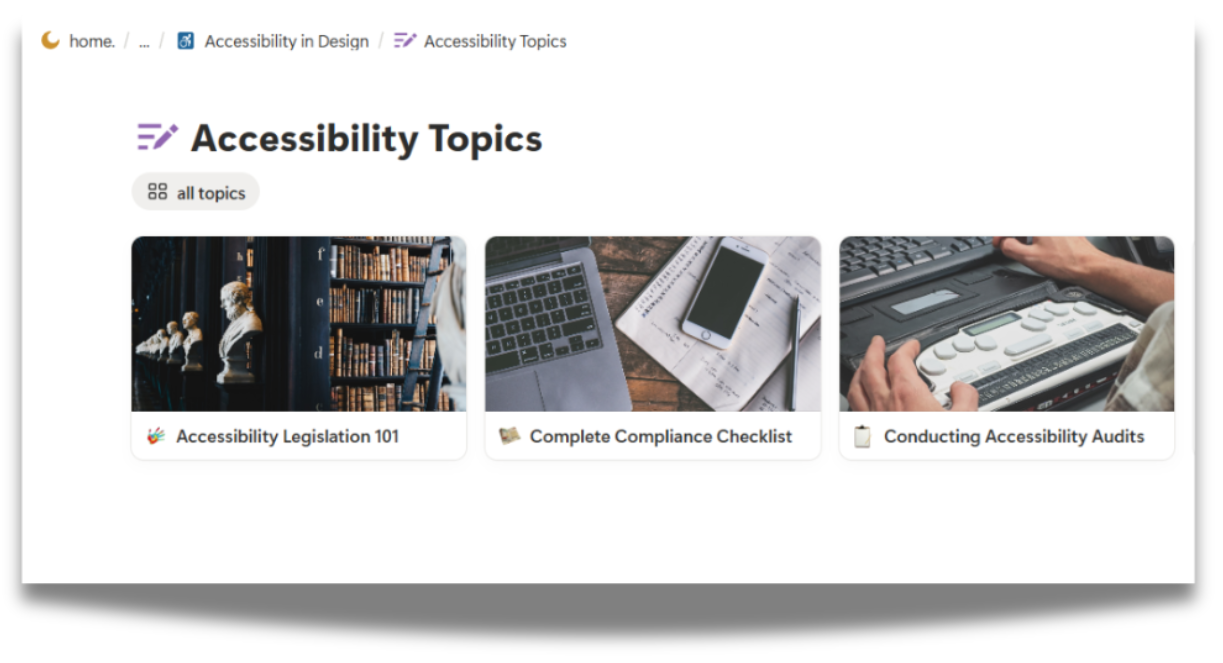 home. / ... / Accessibility in Design / Accessibility Topics
Accessibility Topics
all topics
h f
e
d
Accessibility Legislation 101
Complete Compliance Checklist
Conducting Accessibility Audits